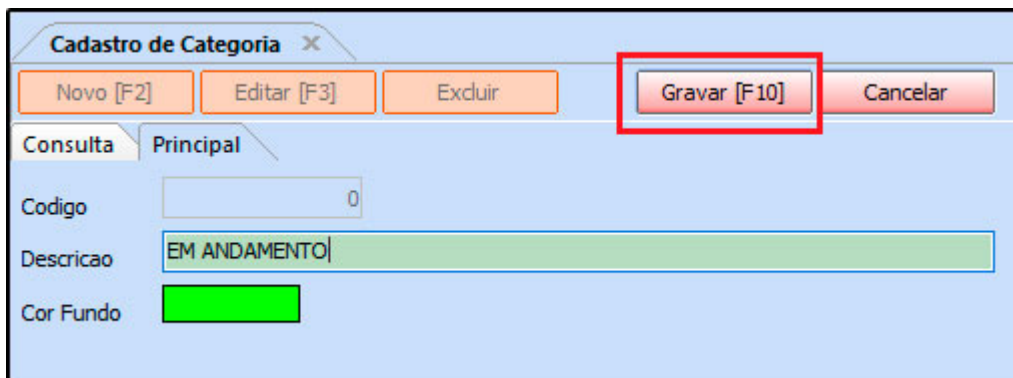 Cadastro de Categoria
Novo [F2] Editar [F3] Excluir Gravar [F10] Cancelar
Consulta Principal
Codigo 0
Descricao EM ANDAMENTO
Cor Fundo